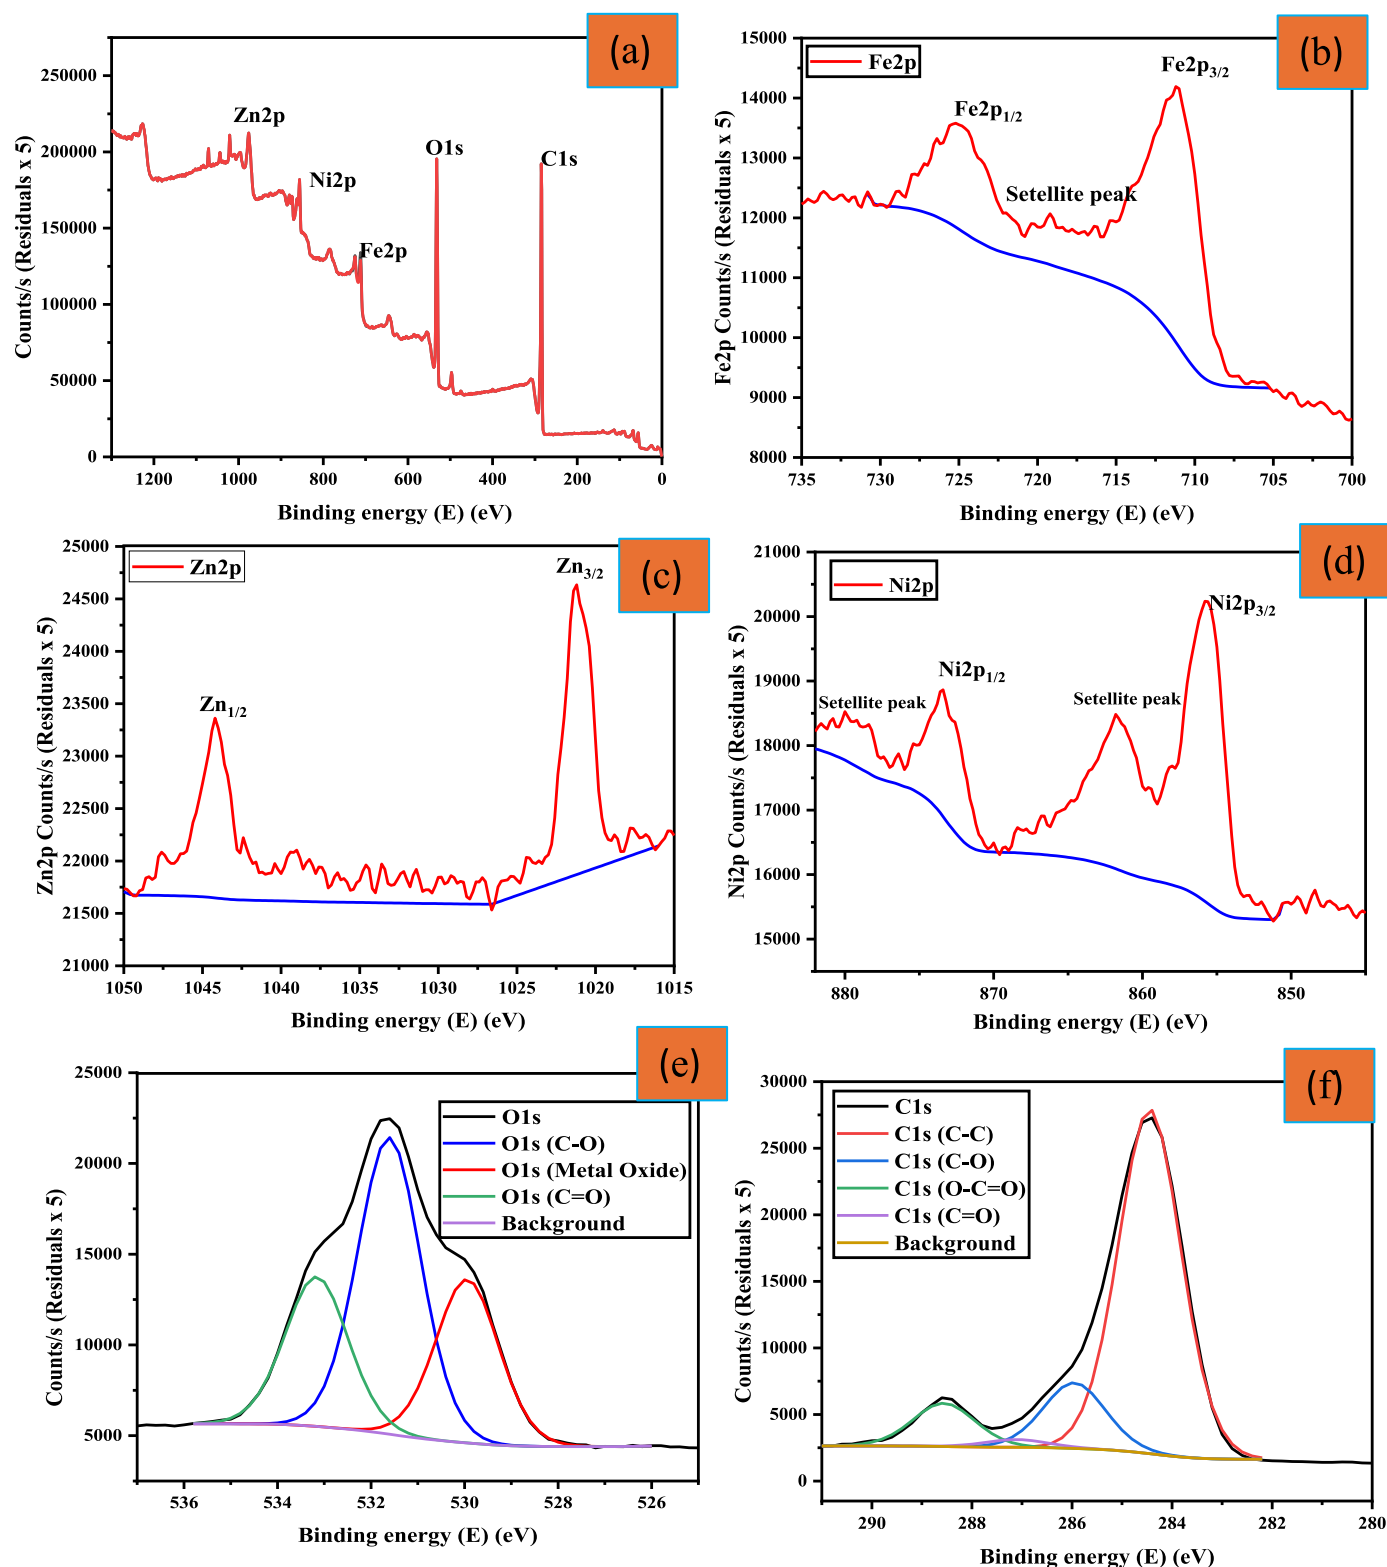 (a)
Counts/s (Residuals x 5)
250000
200000
150000
100000
50000
0
Zn2p
Ni2p
Fe2p
O1s
C1s
1200 1000 800 600 400 200 0
Binding energy (E) (eV)
(b)
Fe2p Counts/s (Residuals x 5)
15000
14000
13000
12000
11000
10000
9000
8000
Fe2p
Fe2p3/2
Fe2p1/2
Setellite peak
735 730 725 720 715 710 705 700
Binding energy (E) (eV)
(c)
Zn2p Counts/s (Residuals x 5)
25000
24500
24000
23500
23000
22500
22000
21500
21000
Zn2p
Zn3/2
Zn1/2
1050 1045 1040 1035 1030 1025 1020 1015
Binding energy (E) (eV)
(d)
Ni2p Counts/s (Residuals x 5)
21000
20000
19000
18000
17000
16000
15000
Ni2p
Ni2p3/2
Ni2p1/2
Setellite peak
Setellite peak
880 870 860 850
Binding energy (E) (eV)
(e)
Counts/s (Residuals x 5)
25000
20000
15000
10000
5000
O1s
O1s (C-O)
O1s (Metal Oxide)
O1s (C=O)
Background
536 534 532 530 528 526
Binding energy (E) (eV)
(f)
Counts/s (Residuals x 5)
30000
25000
20000
15000
10000
5000
0
C1s
C1s (C-C)
C1s (C-O)
C1s (O-C=O)
C1s (C=O)
Background
290 288 286 284 282 280
Binding energy (E) (eV)